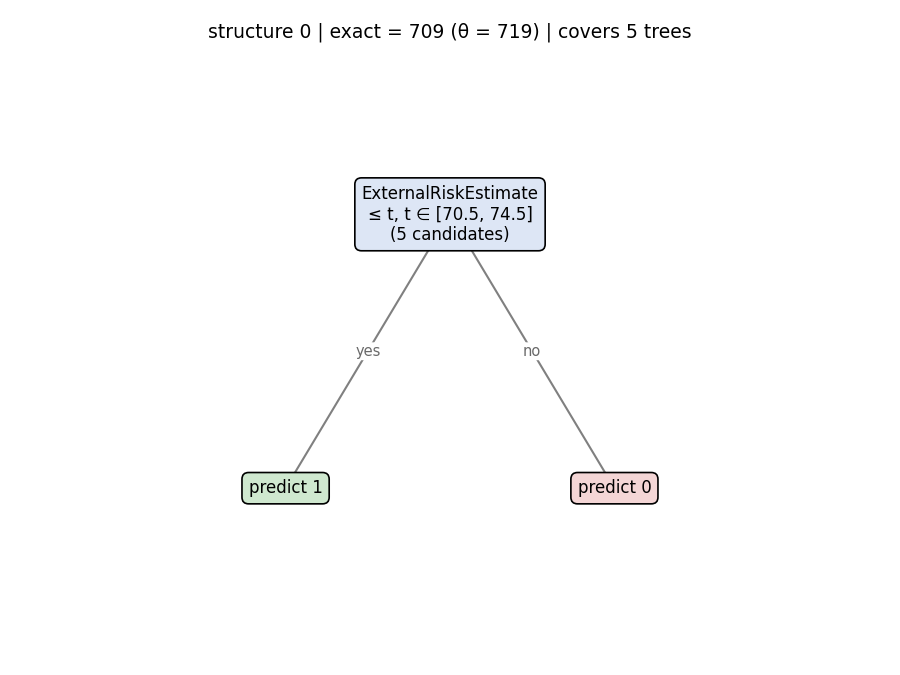 structure 0 | exact = 709 (θ = 719) | covers 5 trees
ExternalRiskEstimate
≤ t, t ∈ [70.5, 74.5]
(5 candidates)
yes
no
predict 1
predict 0